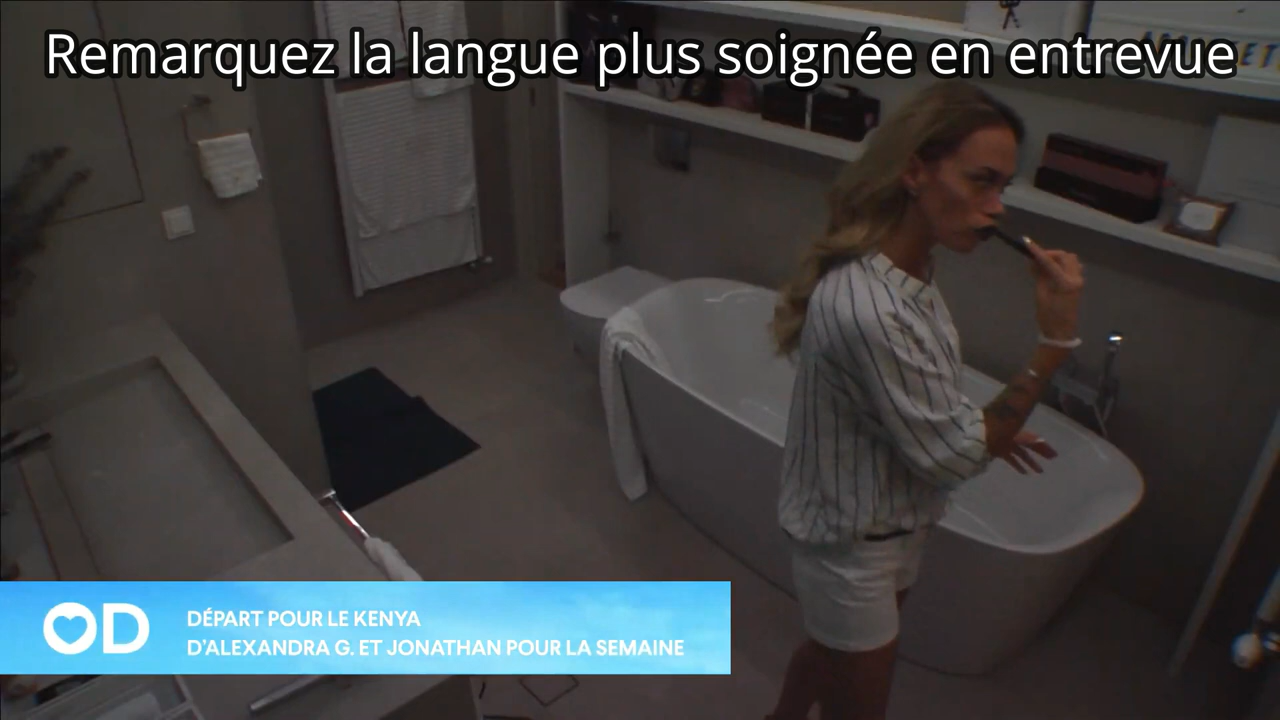 Remarquez la langue plus soignée en entrevue
OD
DÉPART POUR LE KENYA
D'ALEXANDRA G. ET JONATHAN POUR LA SEMAINE